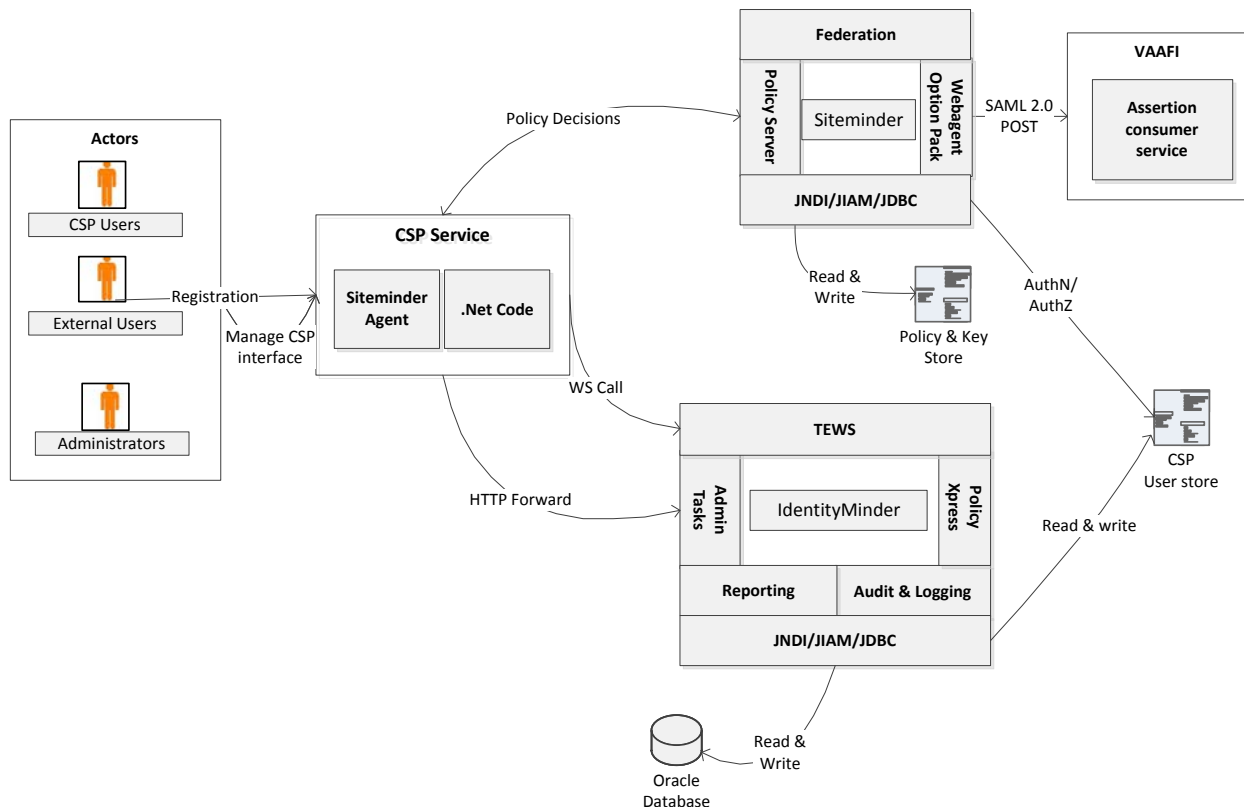 Actors
CSP Users
External Users
Administrators
Registration
Manage CSP
interface
CSP Service
Siteminder
Agent
.Net Code
Policy Decisions
WS Call
HTTP Forward
Federation
Policy Server
Siteminder
Webagent
Option Pack
JNDI/JIAM/JDBC
SAML 2.0
POST
VAAFI
Assertion
consumer
service
Read &
Write
Policy & Key
Store
AuthN/
AuthZ
CSP
User store
TEWS
Admin
Tasks
IdentityMinder
Policy
Xpress
Reporting
Audit & Logging
JNDI/JIAM/JDBC
Read & write
Read &
Write
Oracle
Database